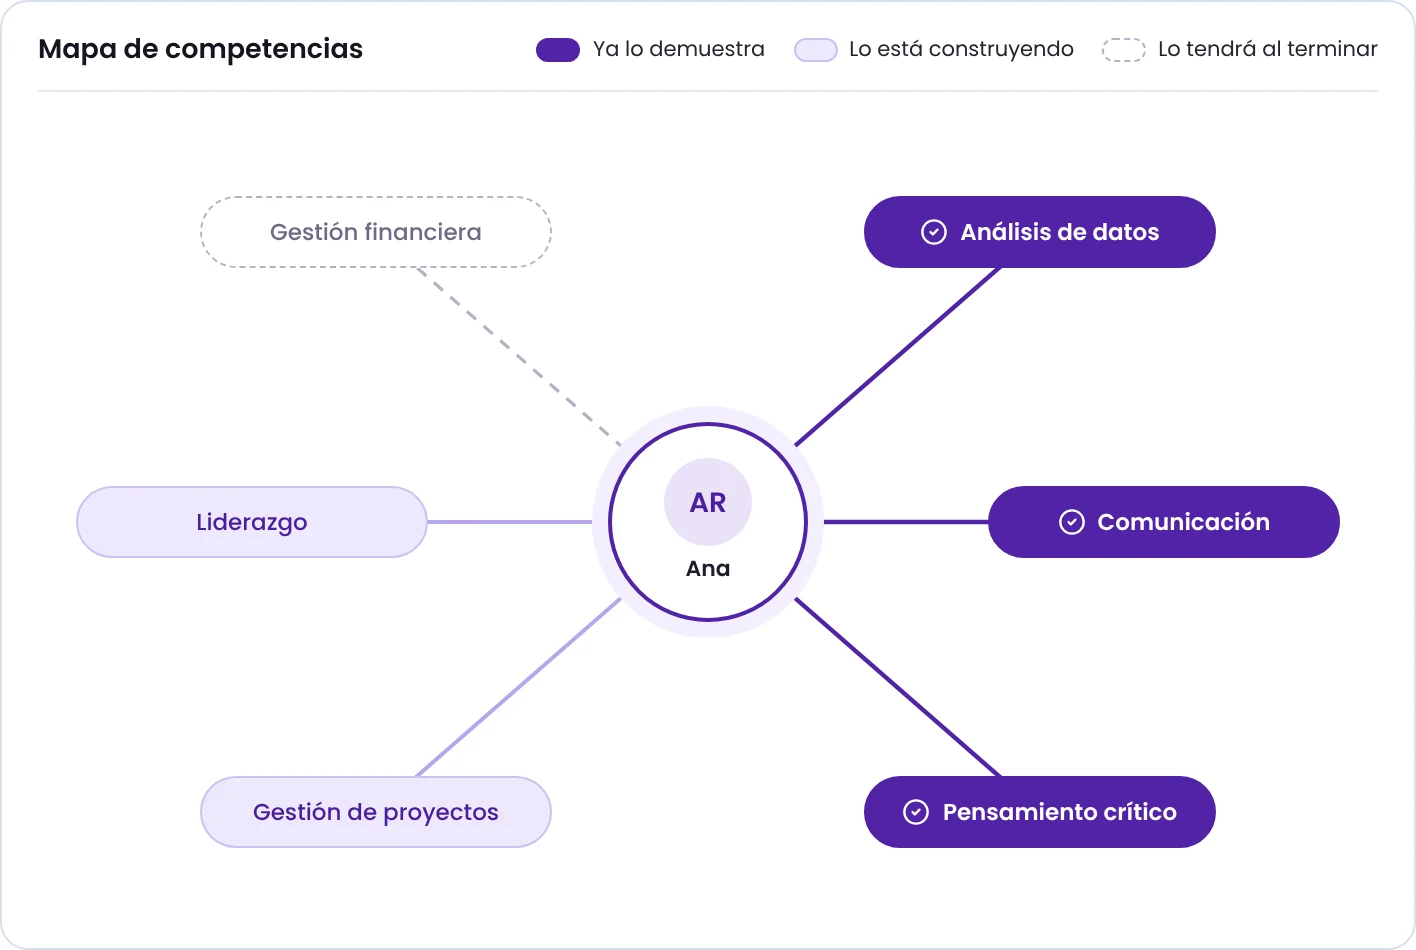 Mapa de competencias
Ya lo demuestra
Lo está construyendo
Lo tendrá al terminar
Gestión financiera
Análisis de datos
Liderazgo
AR
Ana
Comunicación
Gestión de proyectos
Pensamiento crítico